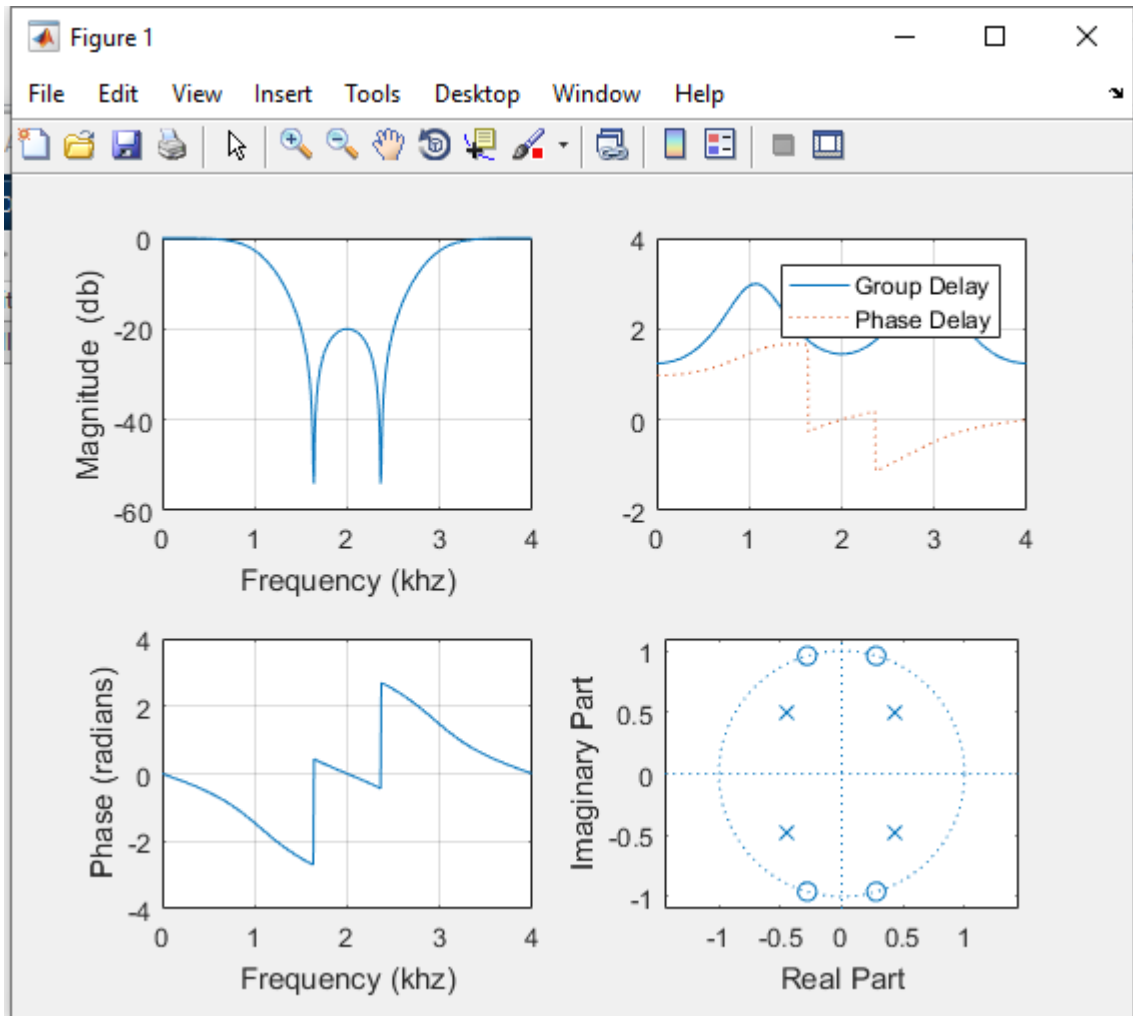 Figure 1
File Edit View Insert Tools Desktop Window Help
Magnitude (db)
0
-20
-40
-60
0 1 2 3 4
Frequency (khz)
4
2
0
-2
0 1 2 3 4
Group Delay
Phase Delay
Phase (radians)
4
2
0
-2
-4
0 1 2 3 4
Frequency (khz)
Imaginary Part
1
0.5
0
-0.5
-1
-1 -0.5 0 0.5 1
Real Part